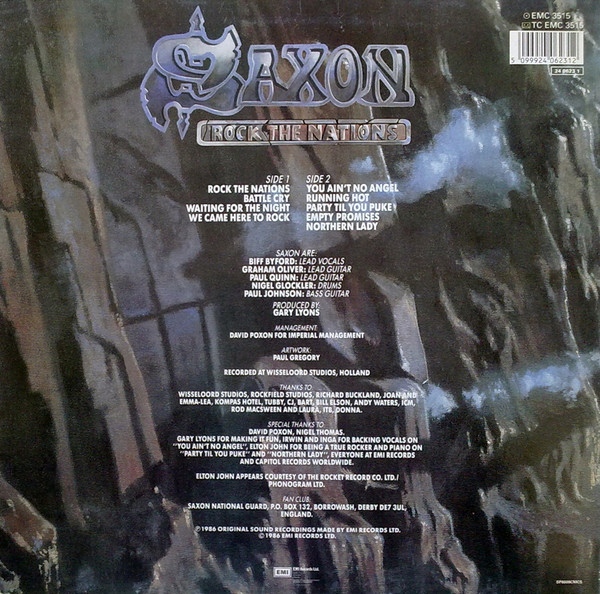 ℗ EMC 3515
TC EMC 3515
5 099924 062312
24 0623 1
SAXON
ROCK THE NATIONS
SIDE 1
ROCK THE NATIONS
BATTLE CRY
WAITING FOR THE NIGHT
WE CAME HERE TO ROCK
SIDE 2
YOU AIN'T NO ANGEL
RUNNING HOT
PARTY TIL YOU PUKE
EMPTY PROMISES
NORTHERN LADY
SAXON ARE:
BIFF BYFORD: LEAD VOCALS
GRAHAM OLIVER: LEAD GUITAR
PAUL QUINN: LEAD GUITAR
NIGEL GLOCKLER: DRUMS
PAUL JOHNSON: BASS GUITAR
PRODUCED BY:
GARY LYONS
MANAGEMENT:
DAVID POXON FOR IMPERIAL MANAGEMENT
ARTWORK:
PAUL GREGORY
RECORDED AT WISSELOORD STUDIOS, HOLLAND
THANKS TO:
WISSELOORD STUDIOS, ROCKFIELD STUDIOS, RICHARD BUCKLAND, JOAN AND
EMMA-LEA, KOMPAS HOTEL, TUBBY, CJ, BART, BILL ELSON, ANDY WATERS, ICM,
ROD MACSWEEN AND LAURA, ITB, DONNA.
SPECIAL THANKS TO:
DAVID POXON, NIGEL THOMAS.
GARY LYONS FOR MAKING IT FUN, IRWIN AND INGA FOR BACKING VOCALS ON
"YOU AIN'T NO ANGEL", ELTON JOHN FOR BEING A TRUE ROCKER AND PIANO ON
"PARTY TIL YOU PUKE" AND "NORTHERN LADY", EVERYONE AT EMI RECORDS
AND CAPITOL RECORDS WORLDWIDE.
ELTON JOHN APPEARS COURTESY OF THE ROCKET RECORD CO. LTD./
PHONOGRAM LTD.
FAN CLUB:
SAXON NATIONAL GUARD, P.O. BOX 132, BORROWASH, DERBY DE7 3UL,
ENGLAND.
℗ 1986 ORIGINAL SOUND RECORDINGS MADE BY EMI RECORDS LTD.
© 1986 EMI RECORDS LTD.
EMI
EMI Records Ltd.